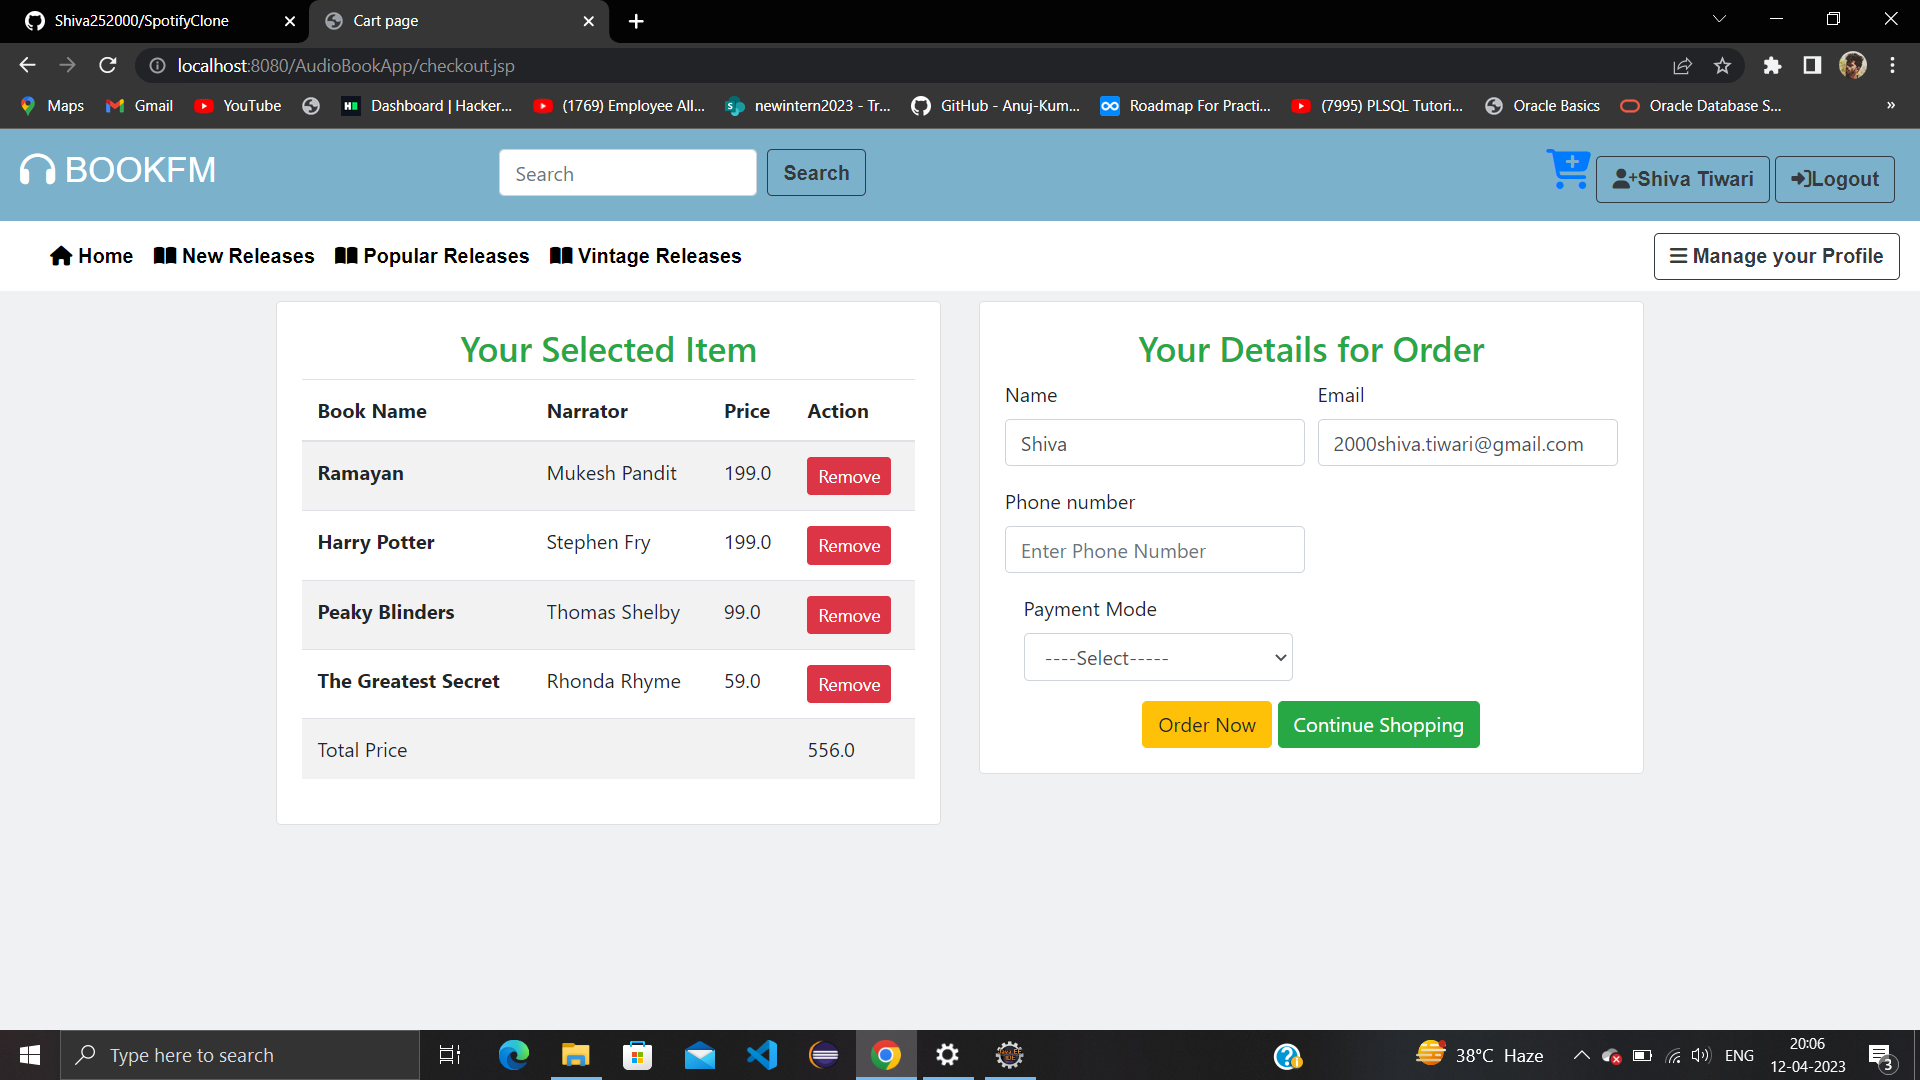 Shiva252000/SpotifyClone
Cart page
localhost:8080/AudioBookApp/checkout.jsp
Maps
Gmail
YouTube
Dashboard | Hacker...
(1769) Employee All...
newintern2023 - Tr...
GitHub - Anuj-Kum...
Roadmap For Practi...
(7995) PLSQL Tutori...
Oracle Basics
Oracle Database S...
»
BOOKFM
Search
Search
Shiva Tiwari
Logout
Home
New Releases
Popular Releases
Vintage Releases
Manage your Profile
Your Selected Item
Book Name Narrator Price Action
Ramayan Mukesh Pandit 199.0 Remove
Harry Potter Stephen Fry 199.0 Remove
Peaky Blinders Thomas Shelby 99.0 Remove
The Greatest Secret Rhonda Rhyme 59.0 Remove
Total Price 556.0
Your Details for Order
Name Email
Shiva 2000shiva.tiwari@gmail.com
Phone number
Enter Phone Number
Payment Mode
----Select-----
Order Now Continue Shopping
Type here to search
38°C Haze
ENG
20:06
12-04-2023
3